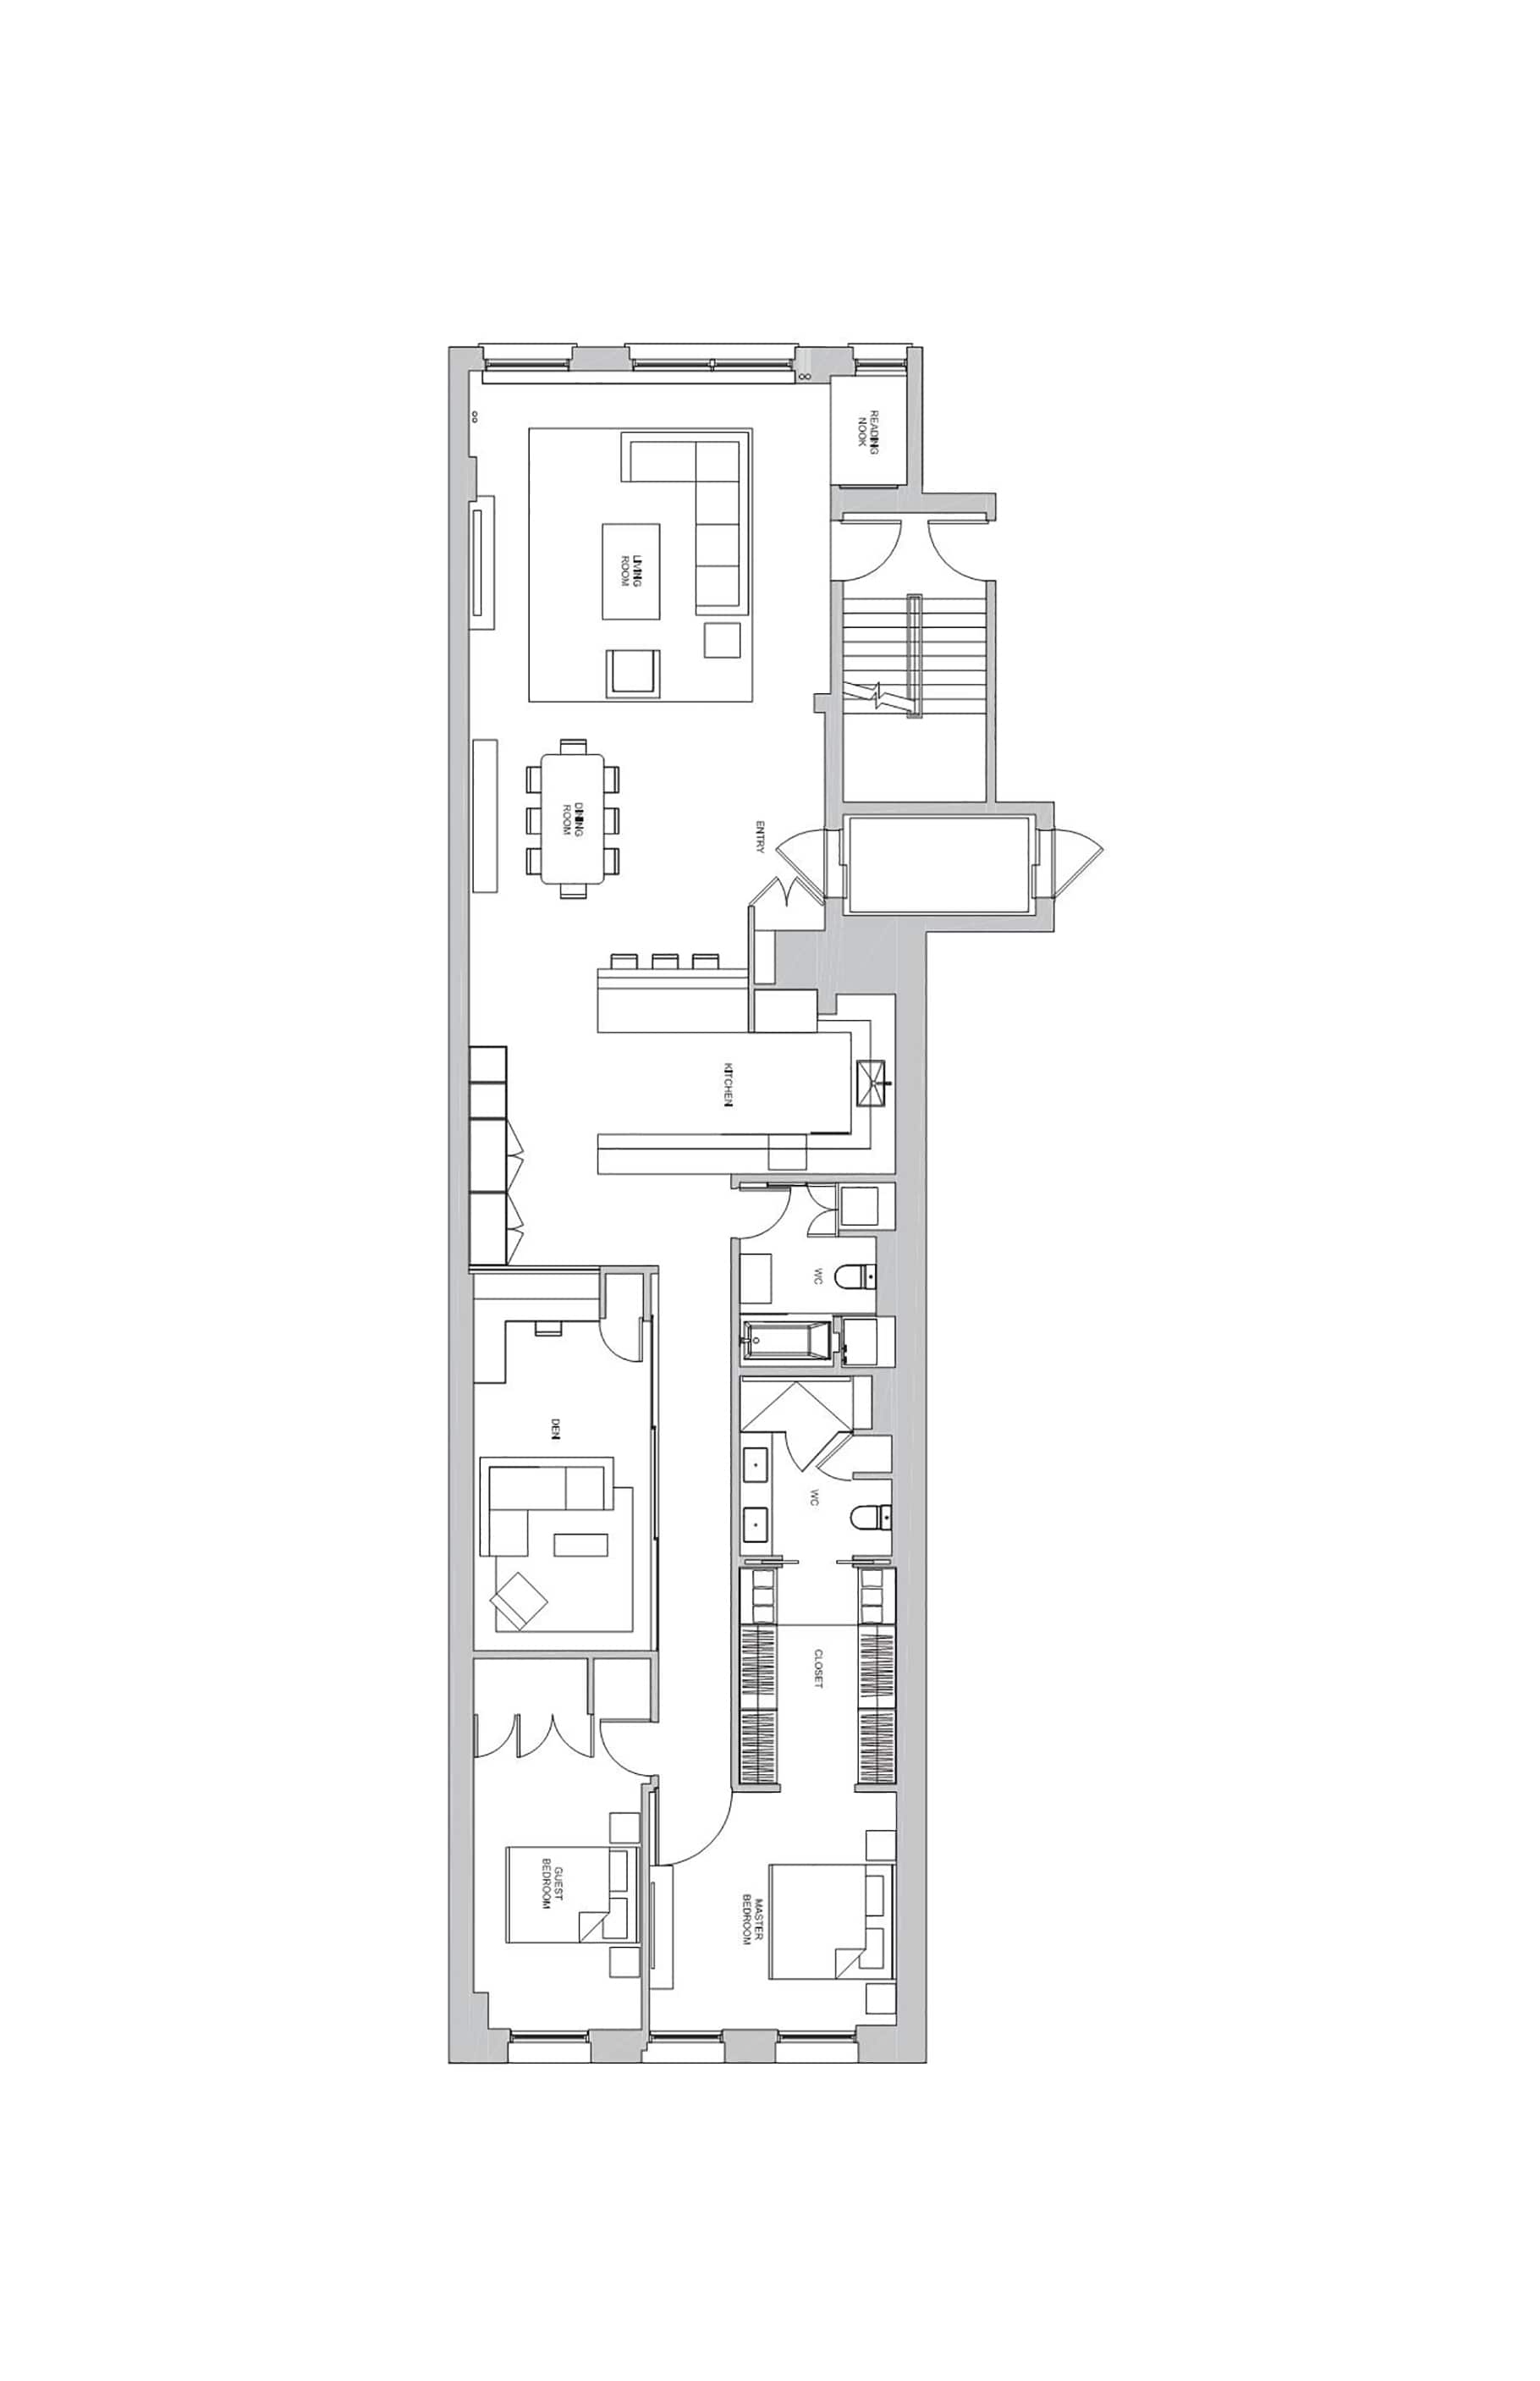 READING
NOOK
LIVING
ROOM
DINING
ROOM
ENTRY
KITCHEN
WC
DEN
WC
CLOSET
GUEST
BEDROOM
MASTER
BEDROOM